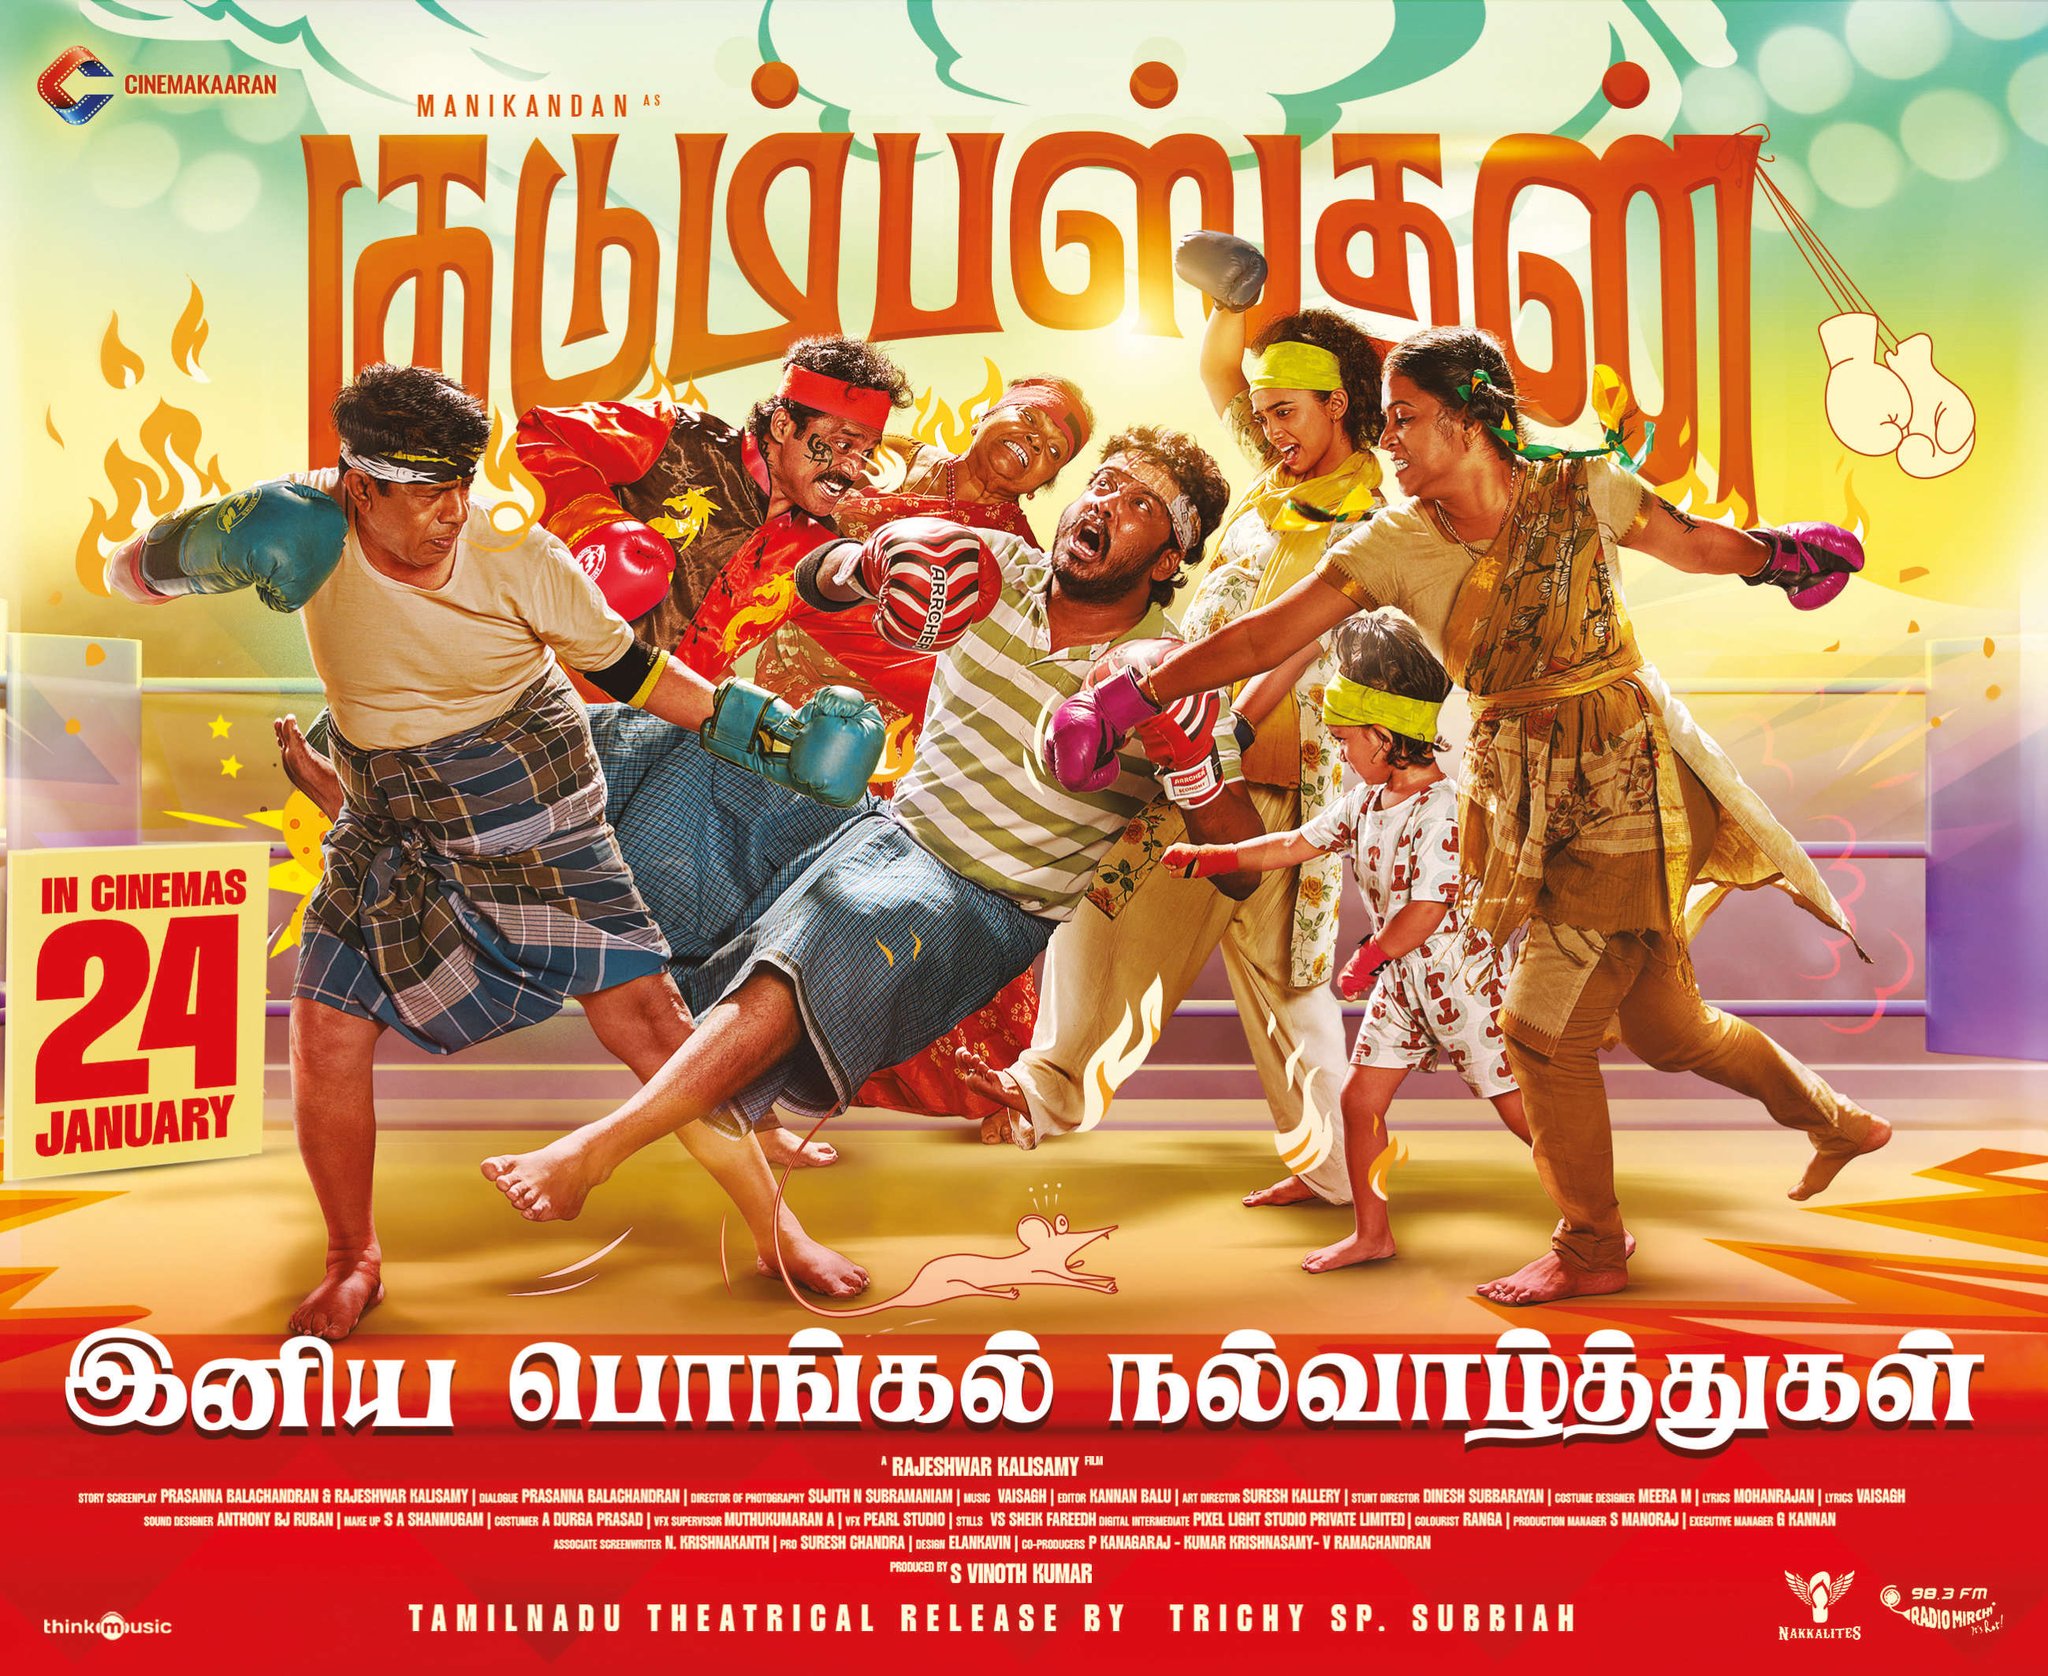 CINEMAKAARAN
MANIKANDAN AS
குடும்பஸ்தன்
ARRCHER
ARRCHER
IN CINEMAS
24
JANUARY
இனிய பொங்கல் நல்வாழ்த்துகள்
A RAJESHWAR KALISAMY FILM
STORY SCREENPLAY PRASANNA BALACHANDRAN & RAJESHWAR KALISAMY | DIALOGUE PRASANNA BALACHANDRAN | DIRECTOR OF PHOTOGRAPHY SUJITH N SUBRAMANIAM | MUSIC VAISAGH | EDITOR KANNAN BALU | ART DIRECTOR SURESH KALLERY | STUNT DIRECTOR DINESH SUBBARAYAN | COSTUME DESIGNER MEERA M | LYRICS MOHANRAJAN | LYRICS VAISAGH
SOUND DESIGNER ANTHONY BJ RUBAN | MAKE UP S A SHANMUGAM | COSTUMER A DURGA PRASAD | VFX SUPERVISOR MUTHUKUMARAN A | VFX PEARL STUDIO | STILLS VS SHEIK FAREEDH DIGITAL INTERMEDIATE PIXEL LIGHT STUDIO PRIVATE LIMITED | COLOURIST RANGA | PRODUCTION MANAGER S MANORAJ | EXECUTIVE MANAGER G KANNAN
ASSOCIATE SCREENWRITER N. KRISHNAKANTH | PRO SURESH CHANDRA | DESIGN ELANKAVIN | CO-PRODUCERS P KANAGARAJ - KUMAR KRISHNASAMY- V RAMACHANDRAN
PRODUCED BY S VINOTH KUMAR
thinkmusic
TAMILNADU THEATRICAL RELEASE BY TRICHY SP. SUBBIAH
NAKKALITES
98.3 FM
RADIO MIRCHI
It's Hot!